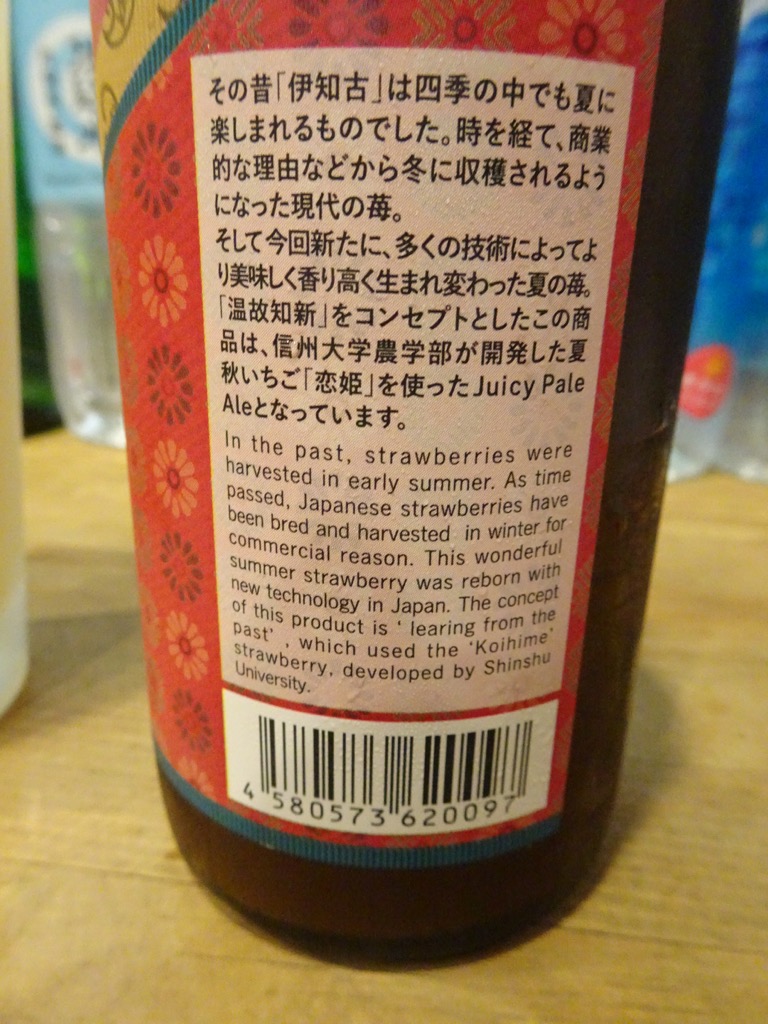 その昔「伊知古」は四季の中でも夏に
楽しまれるものでした。時を経て、商業
的な理由などから冬に収穫されるよう
になった現代の苺。
そして今回新たに、多くの技術によってよ
り美味しく香り高く生まれ変わった夏の苺。
「温故知新」をコンセプトとしたこの商
品は、信州大学農学部が開発した夏
秋いちご「恋姫」を使ったJuicy Pale
Aleとなっています。
In the past, strawberries were
harvested in early summer. As time
passed, Japanese strawberries have
been bred and harvested in winter for
commercial reason. This wonderful
summer strawberry was reborn with
new technology in Japan. The concept
of this product is ‘ learing from the
past’ , which used the ‘Koihime’
strawberry, developed by Shinshu
University.
4 580573 620097